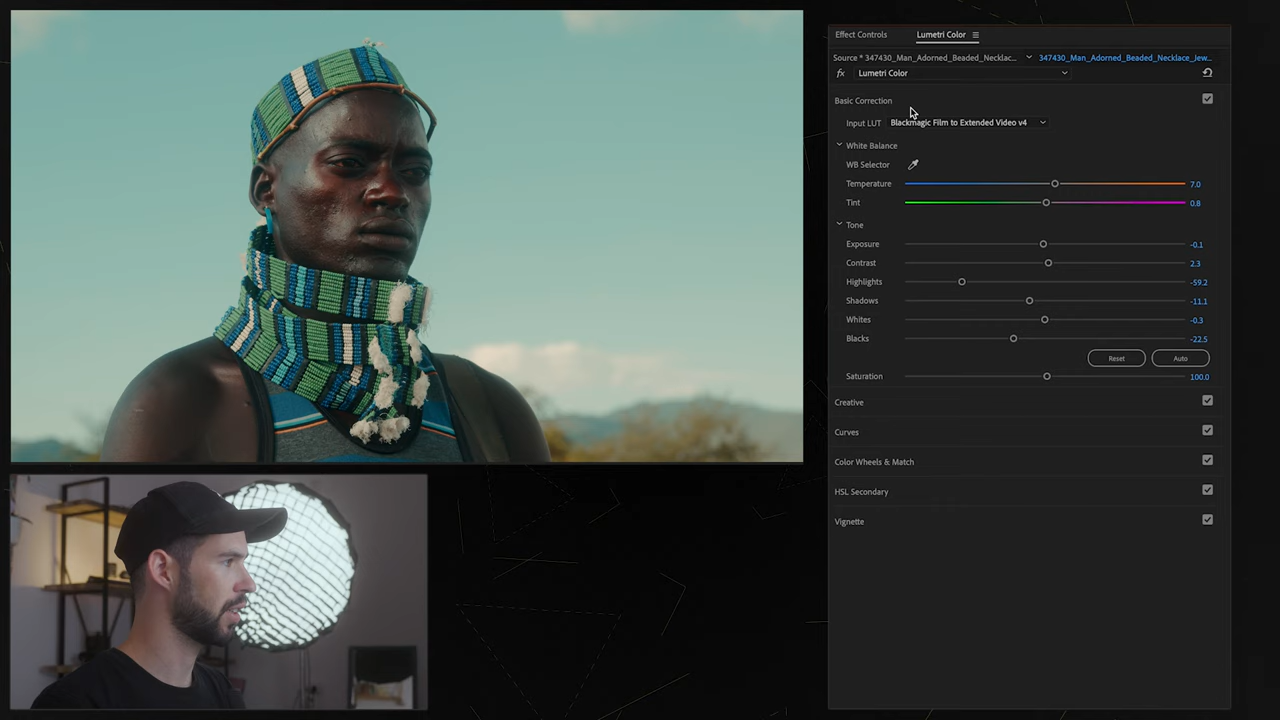 Effect Controls
Lumetri Color
Source * 347430_Man_Adorned_Beaded_Necklac...
347430_Man_Adorned_Beaded_Necklace_Jew...
fx
Lumetri Color
Basic Correction
Input LUT
Blackmagic Film to Extended Video v4
White Balance
WB Selector
Temperature
7.0
Tint
0.8
Tone
Exposure
-0.1
Contrast
2.3
Highlights
-59.2
Shadows
-11.1
Whites
-0.3
Blacks
-22.5
Reset
Auto
Saturation
100.0
Creative
Curves
Color Wheels & Match
HSL Secondary
Vignette